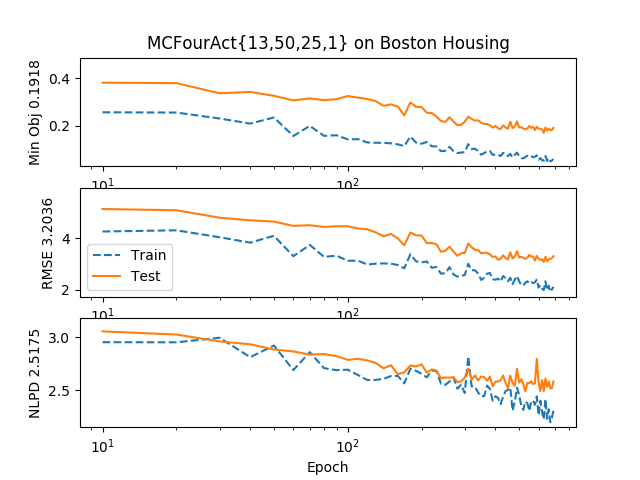 MCFourAct{13,50,25,1} on Boston Housing
Min Obj 0.1918
0.4
0.2
10¹
10²
RMSE 3.2036
4
2
Train
Test
10¹
10²
NLPD 2.5175
3.0
2.5
10¹
10²
Epoch